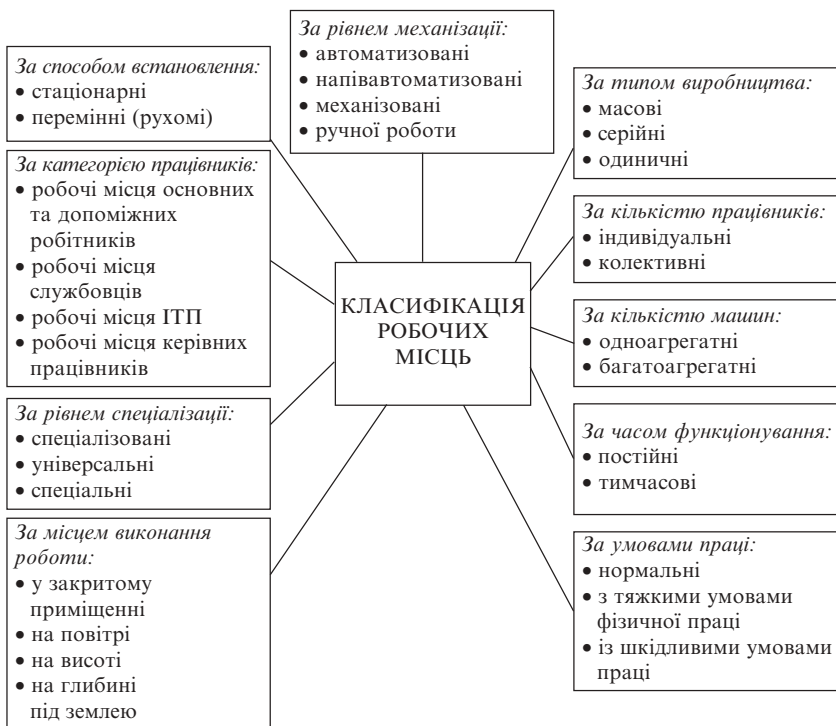 За рівнем механізації:
• автоматизовані
• напівавтоматизовані
• механізовані
• ручної роботи
За способом встановлення:
• стаціонарні
• перемінні (рухомі)
За категорією працівників:
• робочі місця основних
та допоміжних
робітників
• робочі місця
службовців
• робочі місця ІТП
• робочі місця керівних
працівників
За рівнем спеціалізації:
• спеціалізовані
• універсальні
• спеціальні
За місцем виконання
роботи:
• у закритому
приміщенні
• на повітрі
• на висоті
• на глибині
під землею
КЛАСИФІКАЦІЯ
РОБОЧИХ
МІСЦЬ
За типом виробництва:
• масові
• серійні
• одиничні
За кількістю працівників:
• індивідуальні
• колективні
За кількістю машин:
• одноагрегатні
• багатоагрегатні
За часом функціонування:
• постійні
• тимчасові
За умовами праці:
• нормальні
• з тяжкими умовами
фізичної праці
• із шкідливими умовами
праці